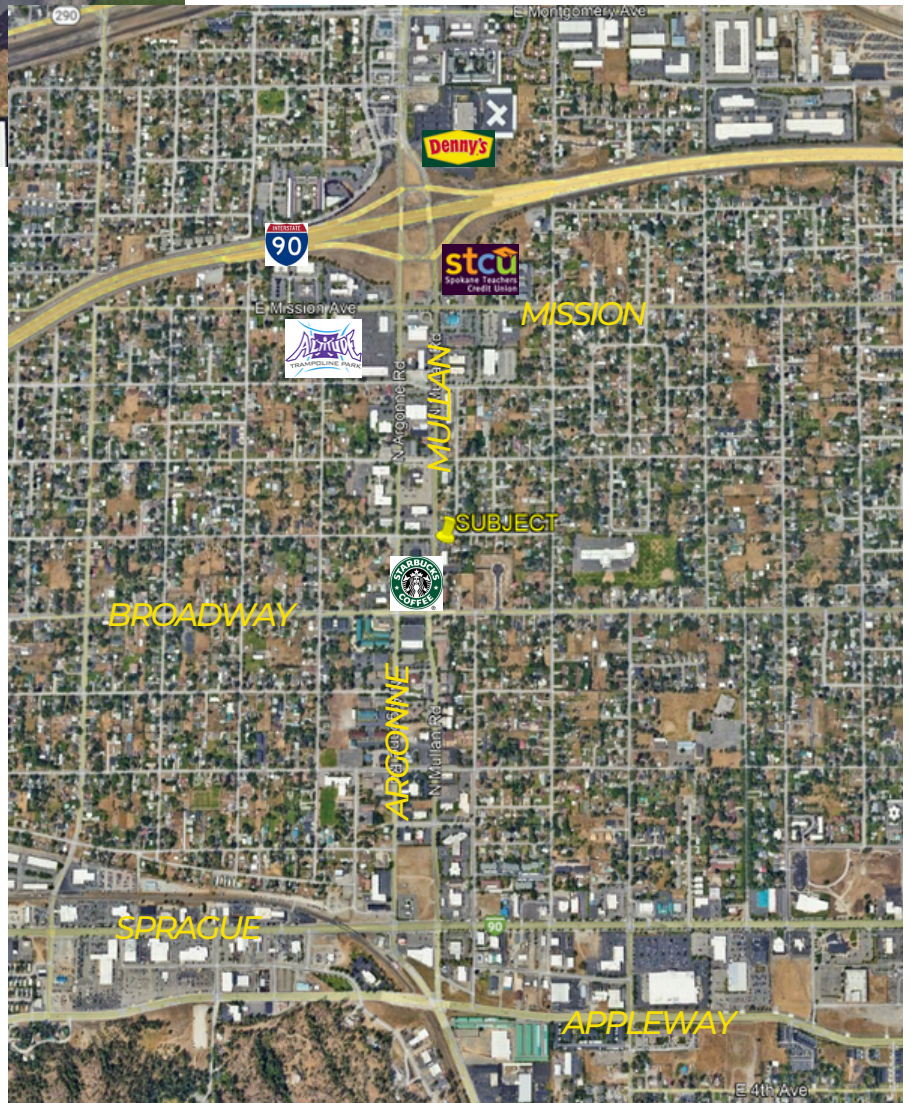 290
E Montgomery Ave
Denny's
INTERSTATE
90
stcu
Spokane Teachers
Credit Union
E Mission Ave
MISSION
ALTITUDE
TRAMPOLINE PARK
N Argonne Rd
MULLAN
SUBJECT
STARBUCKS
COFFEE
BROADWAY
ARGONNE
N Mullan Rd
SPRAGUE
90
APPLEWAY
E 4th Ave